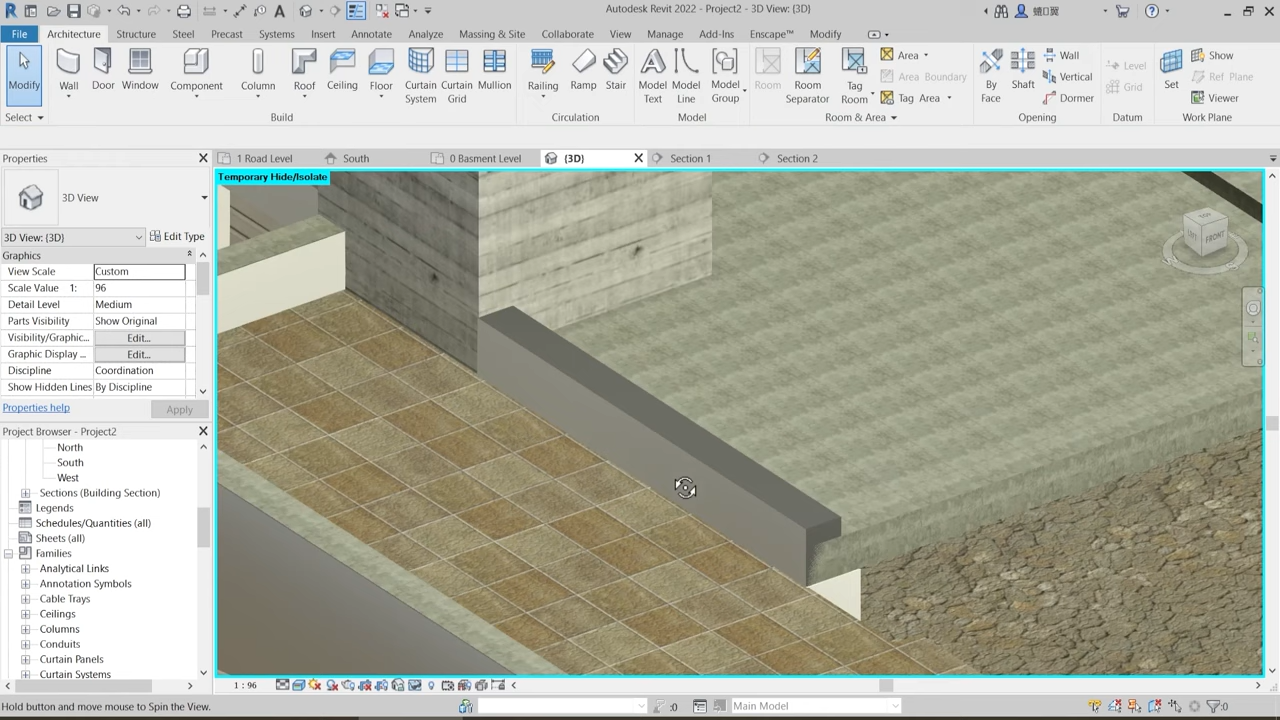 Autodesk Revit 2022 - Project2 - 3D View: {3D}
File Architecture Structure Steel Precast Systems Insert Annotate Analyze Massing & Site Collaborate View Manage Add-Ins Enscape™ Modify
Modify
Wall
Door
Window
Component
Column
Roof
Ceiling
Floor
Curtain System
Curtain Grid
Mullion
Railing
Ramp
Stair
Model Text
Model Line
Model Group
Room
Room Separator
Tag Room
Area
Area Boundary
Tag Area
By Face
Shaft
Wall
Vertical
Dormer
Level
Grid
Set
Show
Ref Plane
Viewer
Select Build Circulation Model Room & Area Opening Datum Work Plane
Properties
1 Road Level South 0 Basment Level {3D} Section 1 Section 2
Temporary Hide/Isolate
3D View
3D View: {3D} Edit Type
Graphics
View Scale Custom
Scale Value 1: 96
Detail Level Medium
Parts Visibility Show Original
Visibility/Graphic... Edit...
Graphic Display ... Edit...
Discipline Coordination
Show Hidden Lines By Discipline
Properties help Apply
Project Browser - Project2
North
South
West
Sections (Building Section)
Legends
Schedules/Quantities (all)
Sheets (all)
Families
Analytical Links
Annotation Symbols
Cable Trays
Ceilings
Columns
Conduits
Curtain Panels
Curtain Systems
TOP
FRONT
1 : 96
Hold button and move mouse to Spin the View.
:0
Main Model
:0